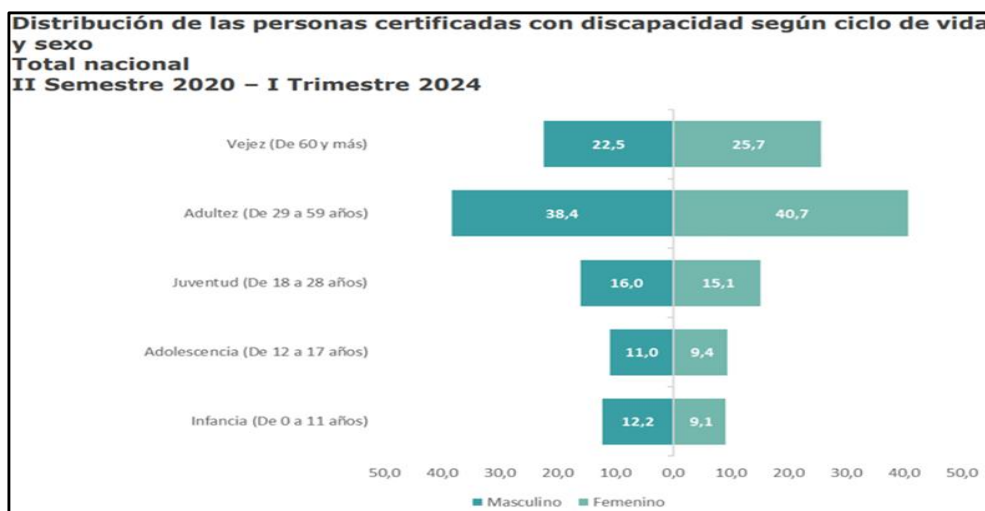 Distribución de las personas certificadas con discapacidad según ciclo de vida
y sexo
Total nacional
II Semestre 2020 – I Trimestre 2024
Vejez (De 60 y más)
22,5
25,7
Adultez (De 29 a 59 años)
38,4
40,7
Juventud (De 18 a 28 años)
16,0
15,1
Adolescencia (De 12 a 17 años)
11,0
9,4
Infancia (De 0 a 11 años)
12,2
9,1
50,0 40,0 30,0 20,0 10,0 0,0 10,0 20,0 30,0 40,0 50,0
Masculino Femenino